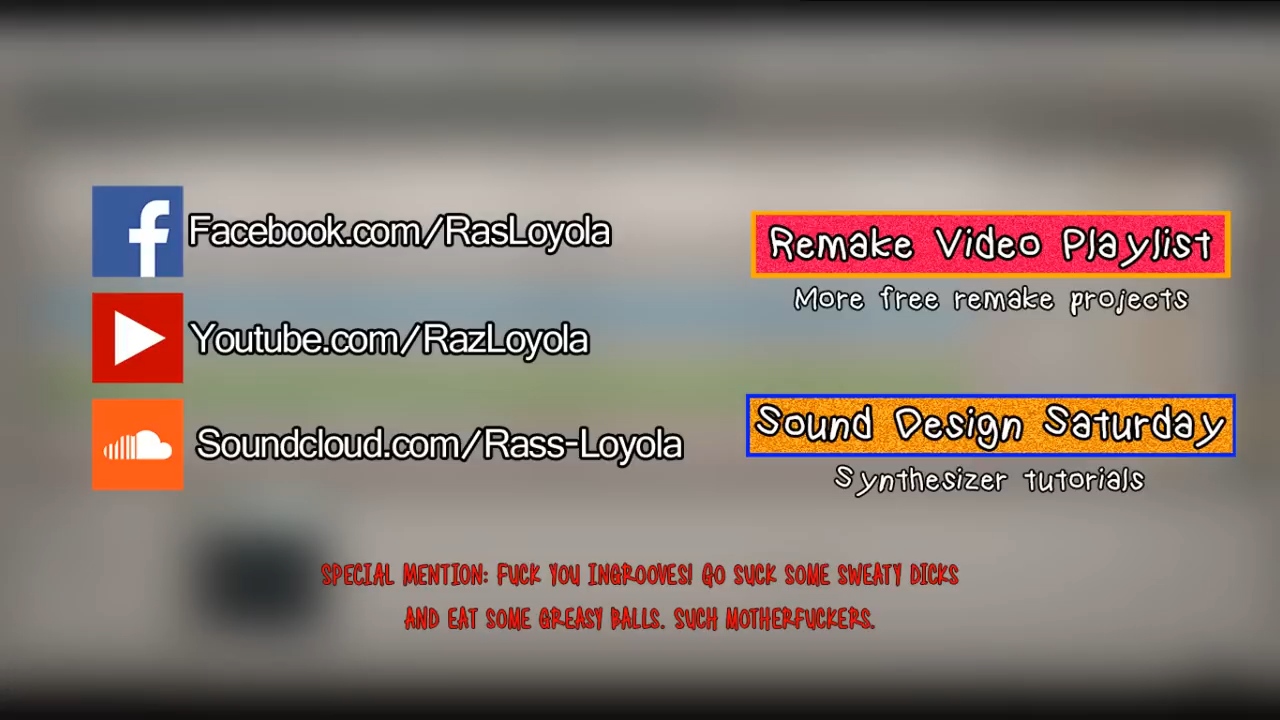 Facebook.com/RasLoyola
Youtube.com/RazLoyola
Soundcloud.com/Rass-Loyola
Remake Video Playlist
More free remake projects
Sound Design Saturday
Synthesizer tutorials
SPECIAL MENTION: FUCK YOU INGROOVES! GO SUCK SOME SWEATY DICKS
AND EAT SOME GREASY BALLS. SUCH MOTHERFUCKERS.